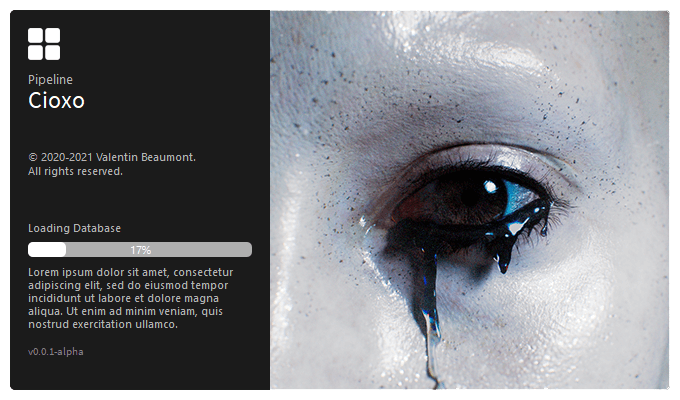 Pipeline
Cioxo
© 2020-2021 Valentin Beaumont.
All rights reserved.
Loading Database
17%
Lorem ipsum dolor sit amet, consectetur
adipiscing elit, sed do eiusmod tempor
incididunt ut labore et dolore magna
aliqua. Ut enim ad minim veniam, quis
nostrud exercitation ullamco.
v0.0.1-alpha